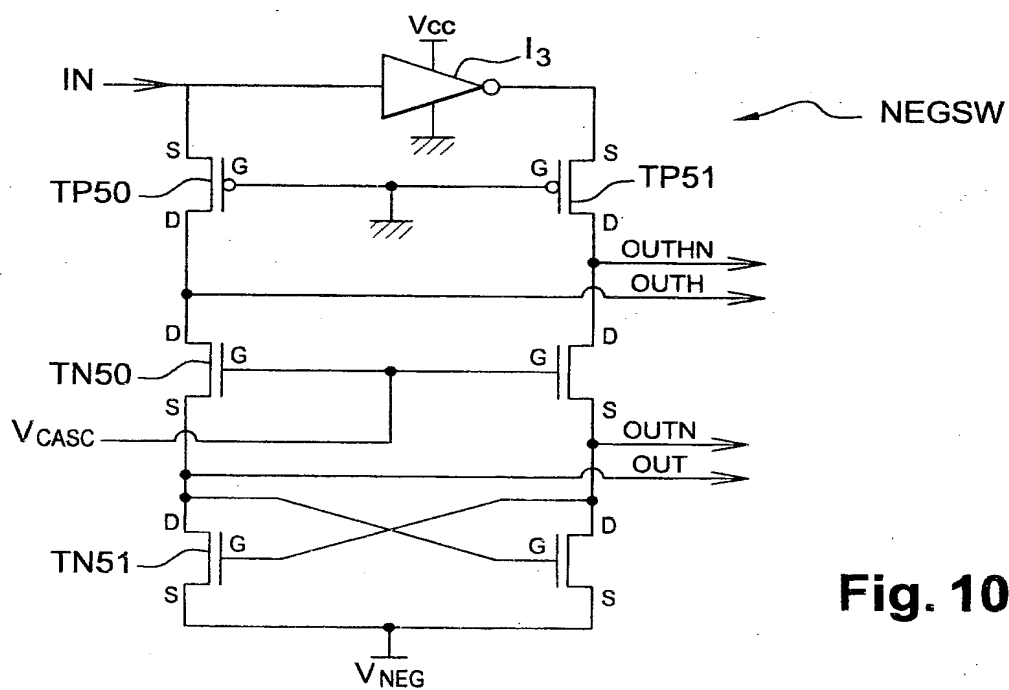 Vcc
I3
IN
NEGSW
S
G
G
S
TP50
TP51
D
D
OUTHN
OUTH
D
D
TN50
G
G
S
S
VCASC
OUTN
OUT
D
D
TN51
G
G
S
S
VNEG
Fig. 10